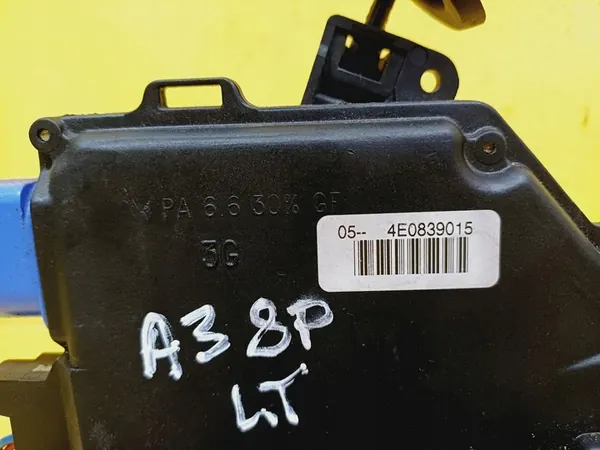 PA 6.6 30% GF
3G
05-- 4E0839015
A3 8P
LT